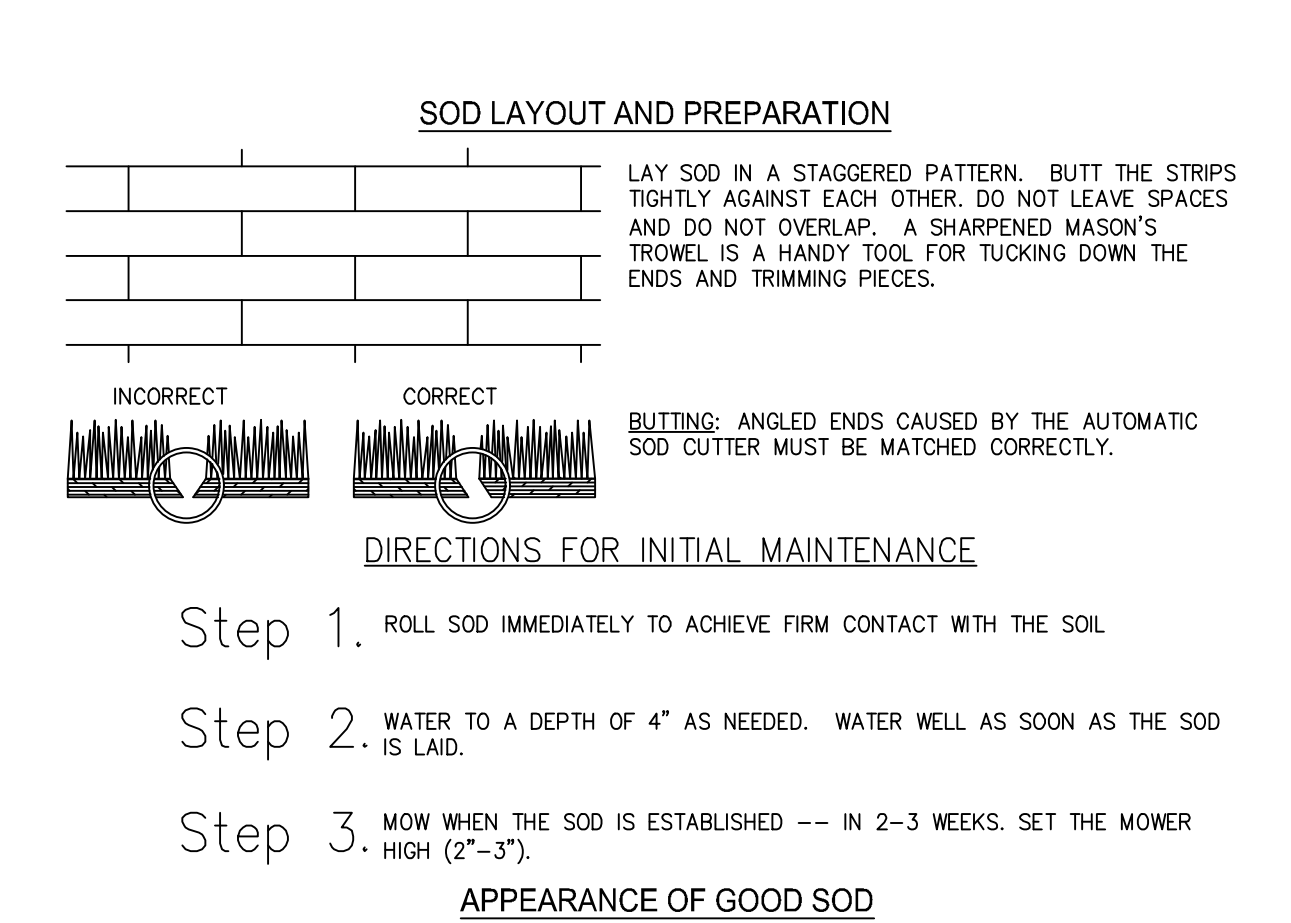 SOD LAYOUT AND PREPARATION
LAY SOD IN A STAGGERED PATTERN. BUTT THE STRIPS
TIGHTLY AGAINST EACH OTHER. DO NOT LEAVE SPACES
AND DO NOT OVERLAP. A SHARPENED MASON'S
TROWEL IS A HANDY TOOL FOR TUCKING DOWN THE
ENDS AND TRIMMING PIECES.
INCORRECT
CORRECT
BUTTING: ANGLED ENDS CAUSED BY THE AUTOMATIC
SOD CUTTER MUST BE MATCHED CORRECTLY.
DIRECTIONS FOR INITIAL MAINTENANCE
Step 1. ROLL SOD IMMEDIATELY TO ACHIEVE FIRM CONTACT WITH THE SOIL
Step 2. WATER TO A DEPTH OF 4" AS NEEDED. WATER WELL AS SOON AS THE SOD
IS LAID.
Step 3. MOW WHEN THE SOD IS ESTABLISHED -- IN 2-3 WEEKS. SET THE MOWER
HIGH (2"-3").
APPEARANCE OF GOOD SOD